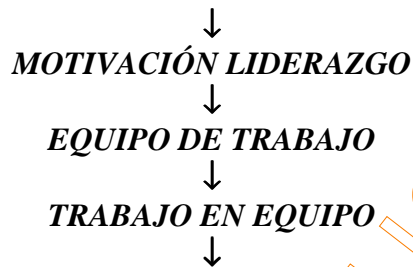 ↓
MOTIVACIÓN LIDERAZGO
↓
EQUIPO DE TRABAJO
↓
TRABAJO EN EQUIPO
↓